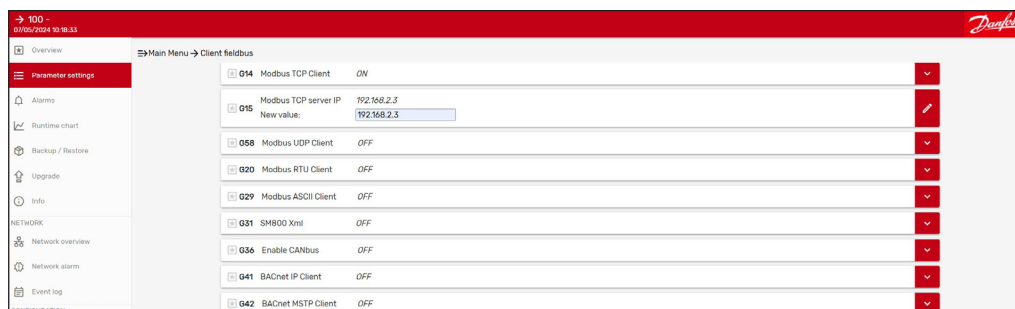 → 100 -
07/05/2024 10:18:33
Danfoss
Overview
Main Menu → Client fieldbus
Parameter settings
Alarms
Runtime chart
Backup / Restore
Upgrade
Info
NETWORK
Network overview
Network alarm
Event log
G14 Modbus TCP Client ON
G15 Modbus TCP server IP 192.168.2.3
New value: 192.168.2.3
G58 Modbus UDP Client OFF
G20 Modbus RTU Client OFF
G29 Modbus ASCII Client OFF
G31 SM800 Xml OFF
G36 Enable CANbus OFF
G41 BACnet IP Client OFF
G42 BACnet MSTP Client OFF